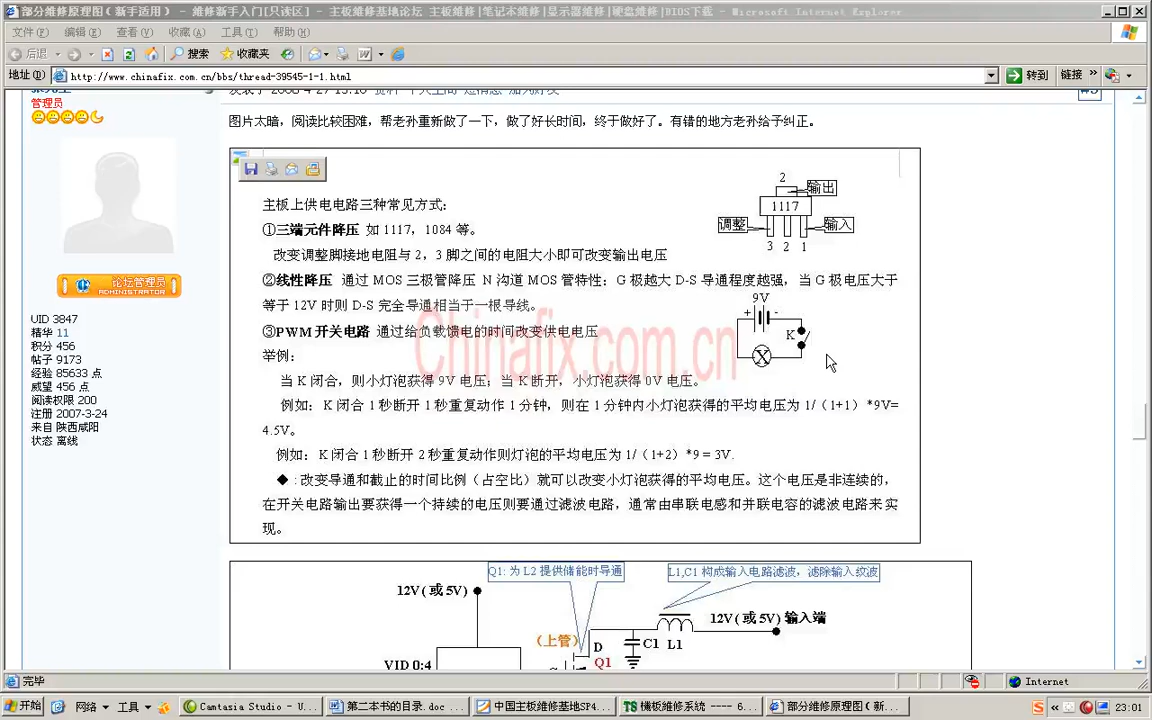 部分维修原理图(新手适用) - 维修新手入门[只读区] - 主板维修基地论坛 主板维修|笔记本维修|显示器维修|硬盘维修|BIOS下载 - Microsoft Internet Explorer
文件(F) 编辑(E) 查看(V) 收藏(A) 工具(T) 帮助(H)
后退 搜索 收藏夹
地址(D) http://www.chinafix.com.cn/bbs/thread-39545-1-1.html 转到 链接 »
管理员
图片太暗，阅读比较困难，帮老孙重新做了一下，做了好长时间，终于做好了。有错的地方老孙给予纠正。
主板上供电电路三种常见方式：
①三端元件降压 如 1117，1084 等。
改变调整脚接地电阻与 2，3 脚之间的电阻大小即可改变输出电压
2
输出
1117
调整
输入
3 2 1
②线性降压 通过 MOS 三极管降压 N 沟道 MOS 管特性：G 极越大 D-S 导通程度越强，当 G 极电压大于
等于 12V 时则 D-S 完全导通相当于一根导线。
③PWM 开关电路 通过给负载馈电的时间改变供电电压
9V
+ -
K
X
举例：
当 K 闭合，则小灯泡获得 9V 电压；当 K 断开，小灯泡获得 0V 电压。
例如：K 闭合 1 秒断开 1 秒重复动作 1 分钟，则在 1 分钟内小灯泡获得的平均电压为 1/（1+1）*9V=
4.5V。
例如：K 闭合 1 秒断开 2 秒重复动作则灯泡的平均电压为 1/（1+2）*9 = 3V.
◆：改变导通和截止的时间比例（占空比）就可以改变小灯泡获得的平均电压。这个电压是非连续的，
在开关电路输出要获得一个持续的电压则要通过滤波电路，通常由串联电感和并联电容的滤波电路来实
现。
Chinafix.com.cn
论坛管理员
ADMINISTRATOR
UID 3847
精华 11
积分 456
帖子 9173
经验 85633 点
威望 456 点
阅读权限 200
注册 2007-3-24
来自 陕西咸阳
状态 离线
Q1: 为 L2 提供储能时导通
L1,C1 构成输入电路滤波，滤除输入纹波
12V(或 5V)
12V(或 5V) 输入端
（上管）
D
Q1
C1
L1
VID 0:4
完毕 Internet
开始 网络 » 工具 » Camtasia Studio - U... 第二本书的目录.doc ... 中国主板维修基地SP4... 横板维修系统 ---- 6... 部分维修原理图(新... 23:01